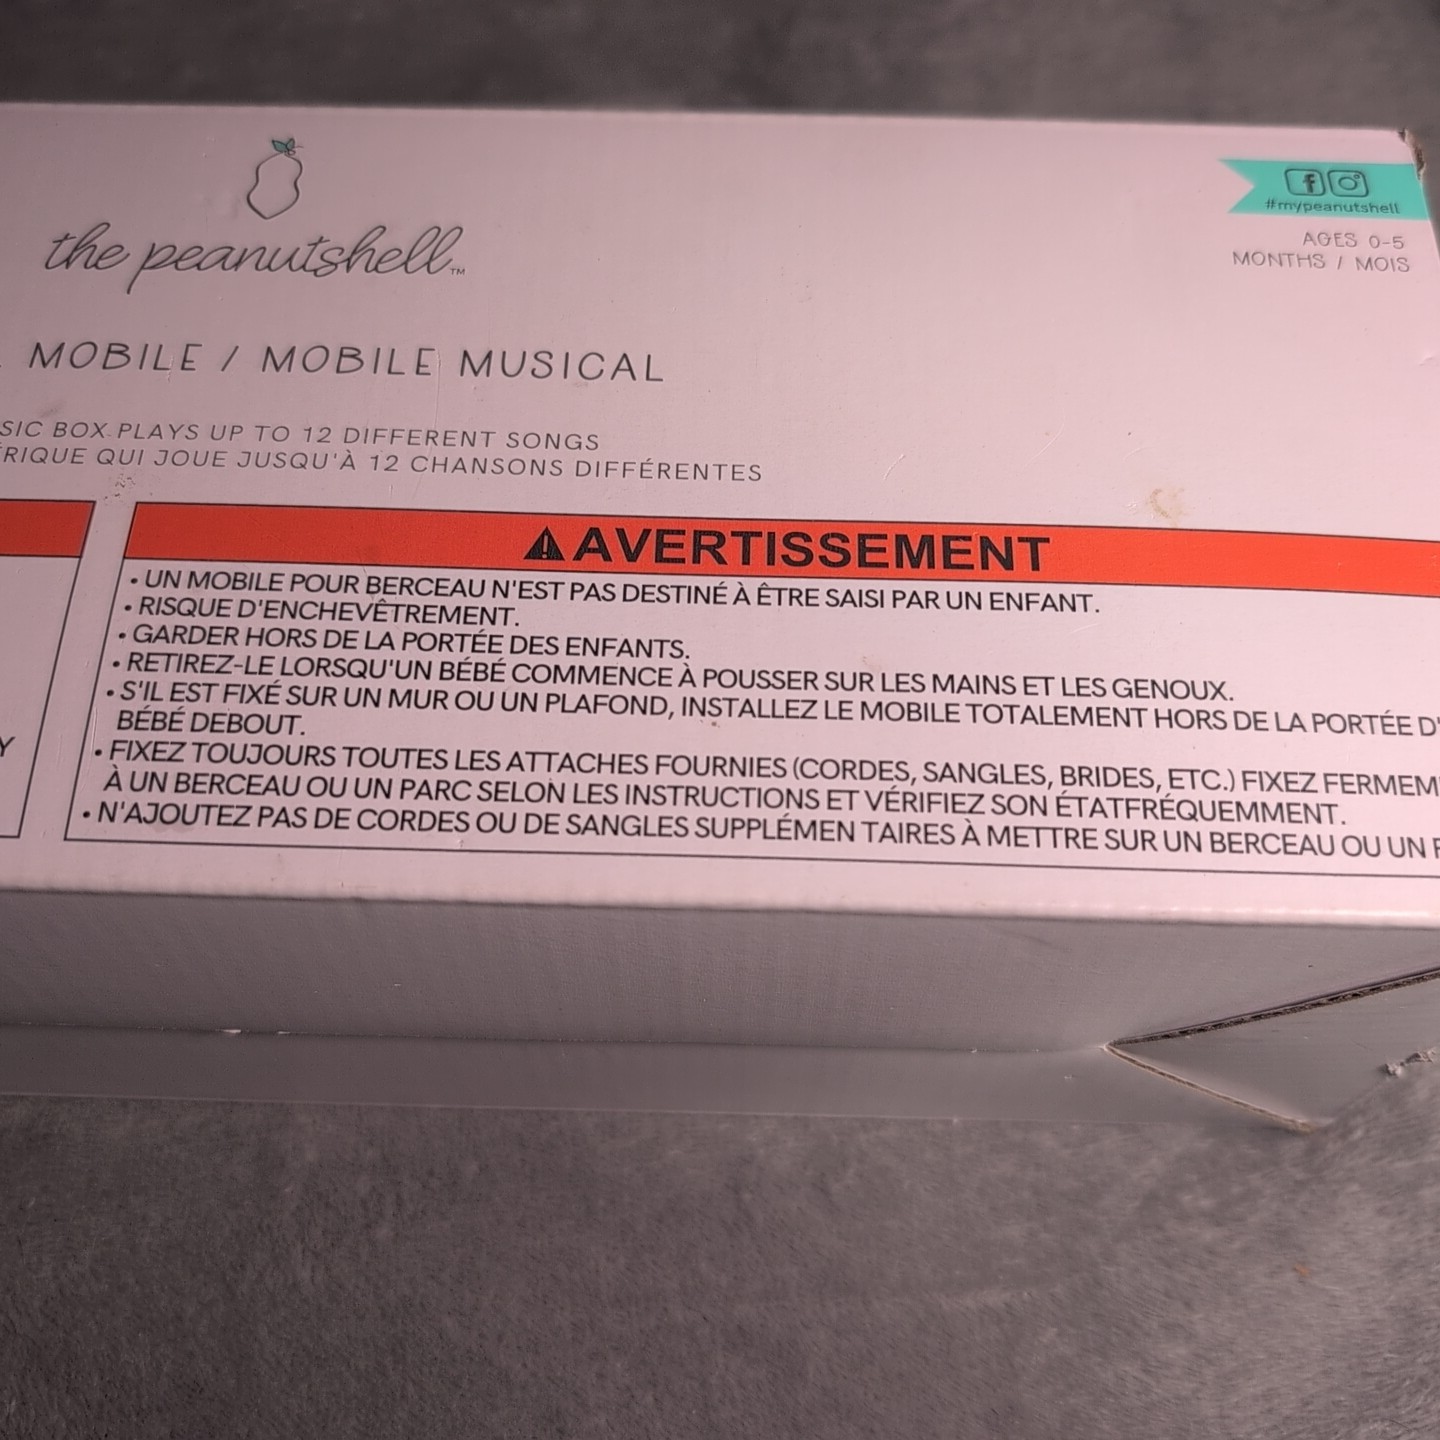 the peanutshell™
#mypeanutshell
AGES 0-5
MONTHS / MOIS
MOBILE / MOBILE MUSICAL
BOX PLAYS UP TO 12 DIFFERENT SONGS
QUI JOUE JUSQU'À 12 CHANSONS DIFFÉRENTES
AVERTISSEMENT
• UN MOBILE POUR BERCEAU N'EST PAS DESTINÉ À ÊTRE SAISI PAR UN ENFANT.
• RISQUE D'ENCHEVÊTREMENT.
• GARDER HORS DE LA PORTÉE DES ENFANTS.
• RETIREZ-LE LORSQU'UN BÉBÉ COMMENCE À POUSSER SUR LES MAINS ET LES GENOUX.
• S'IL EST FIXÉ SUR UN MUR OU UN PLAFOND, INSTALLEZ LE MOBILE TOTALEMENT HORS DE LA PORTÉE D'
BÉBÉ DEBOUT.
• FIXEZ TOUJOURS TOUTES LES ATTACHES FOURNIES (CORDES, SANGLES, BRIDES, ETC.) FIXEZ
À UN BERCEAU OU UN PARC SELON LES INSTRUCTIONS ET VÉRIFIEZ SON ÉTATFRÉQUEMMENT.
• N'AJOUTEZ PAS DE CORDES OU DE SANGLES SUPPLÉMEN TAIRES À METTRE SUR UN BERCEAU OU UN